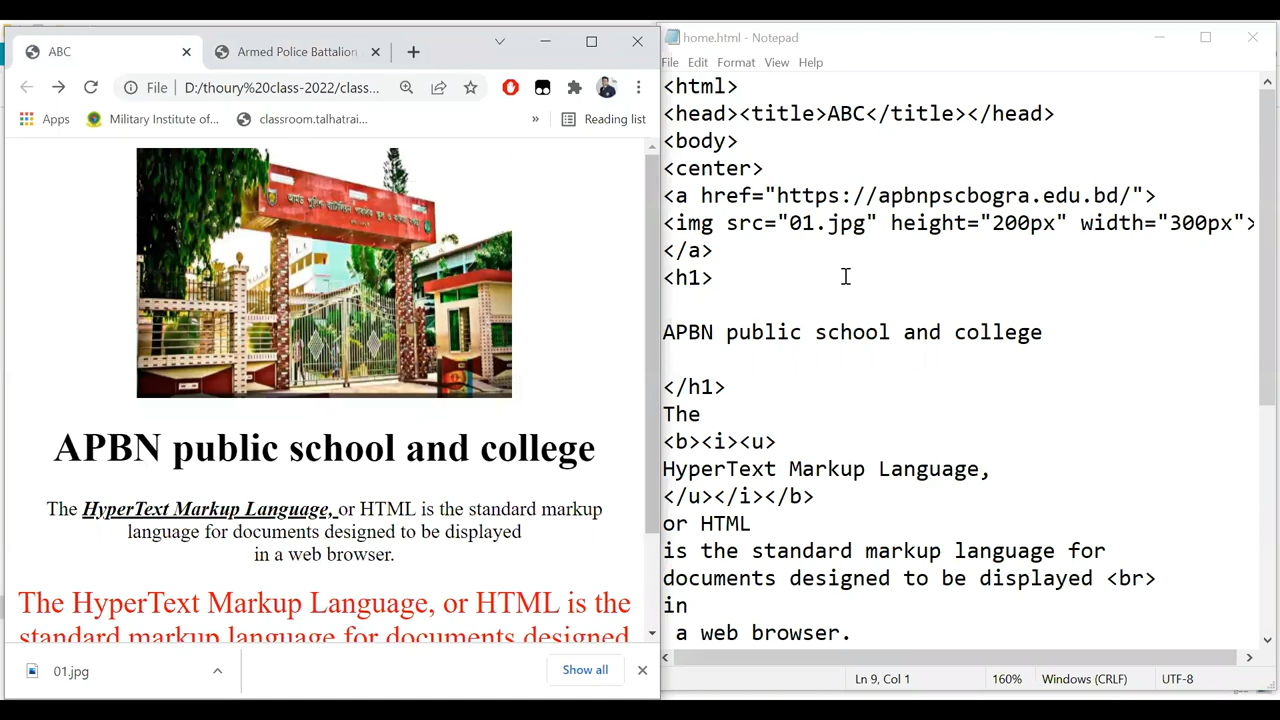 ABC
Armed Police Battalion
File
D:/thoury%20class-2022/class...
Apps
Military Institute of...
classroom.talhatrai...
»
Reading list
APBN public school and college
The HyperText Markup Language, or HTML is the standard markup
language for documents designed to be displayed
in a web browser.
The HyperText Markup Language, or HTML is the
standard markup language for documents designed
01.jpg
Show all
home.html - Notepad
File Edit Format View Help
<html>
<head><title>ABC</title></head>
<body>
<center>
<a href="https://apbnpscbogra.edu.bd/">
<img src="01.jpg" height="200px" width="300px">
</a>
<h1>
APBN public school and college
</h1>
The
<b><i><u>
HyperText Markup Language,
</u></i></b>
or HTML
is the standard markup language for
documents designed to be displayed <br>
in
a web browser.
Ln 9, Col 1
160%
Windows (CRLF)
UTF-8